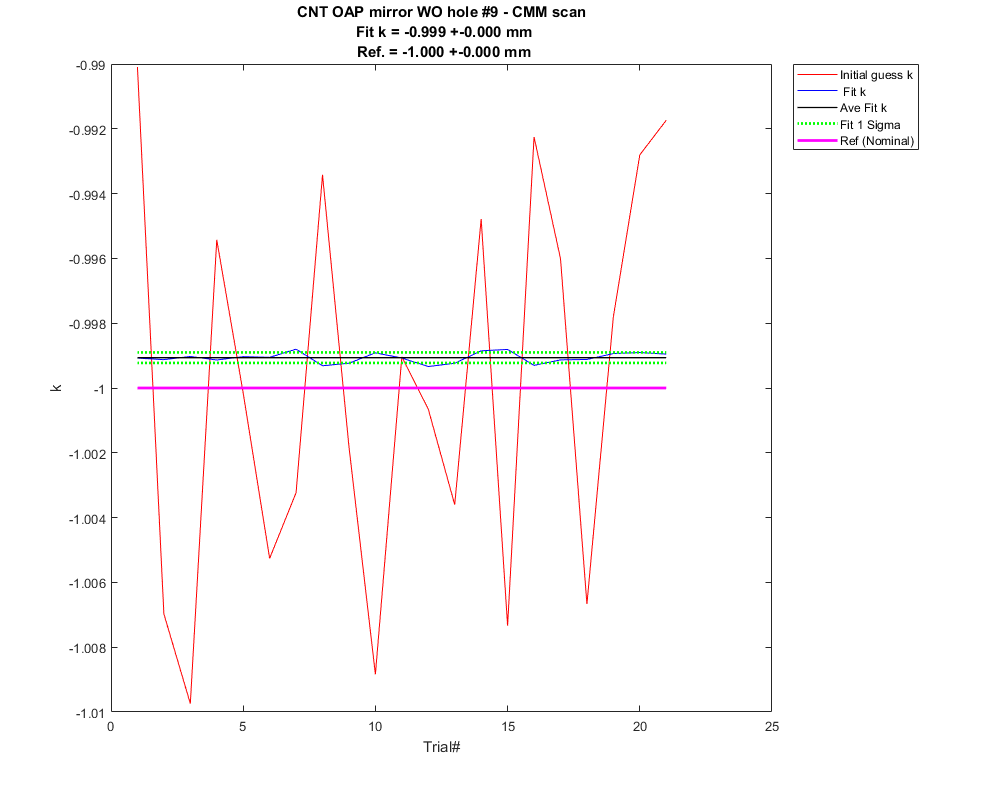 CNT OAP mirror WO hole #9 - CMM scan
Fit k = -0.999 +-0.000 mm
Ref. = -1.000 +-0.000 mm
-0.99
-0.992
-0.994
-0.996
-0.998
-1
-1.002
-1.004
-1.006
-1.008
-1.01
k
0
5
10
15
20
25
Trial#
Initial guess k
Fit k
Ave Fit k
Fit 1 Sigma
Ref (Nominal)